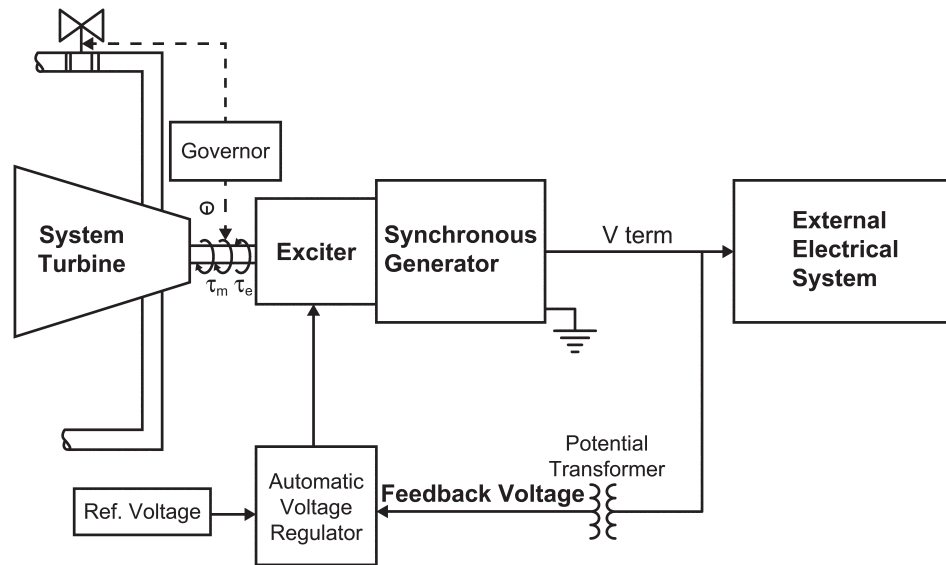 Governor
System
Turbine
ω
τm τe
Exciter
Synchronous
Generator
V term
External
Electrical
System
Potential
Transformer
Feedback Voltage
Automatic
Voltage
Regulator
Ref. Voltage